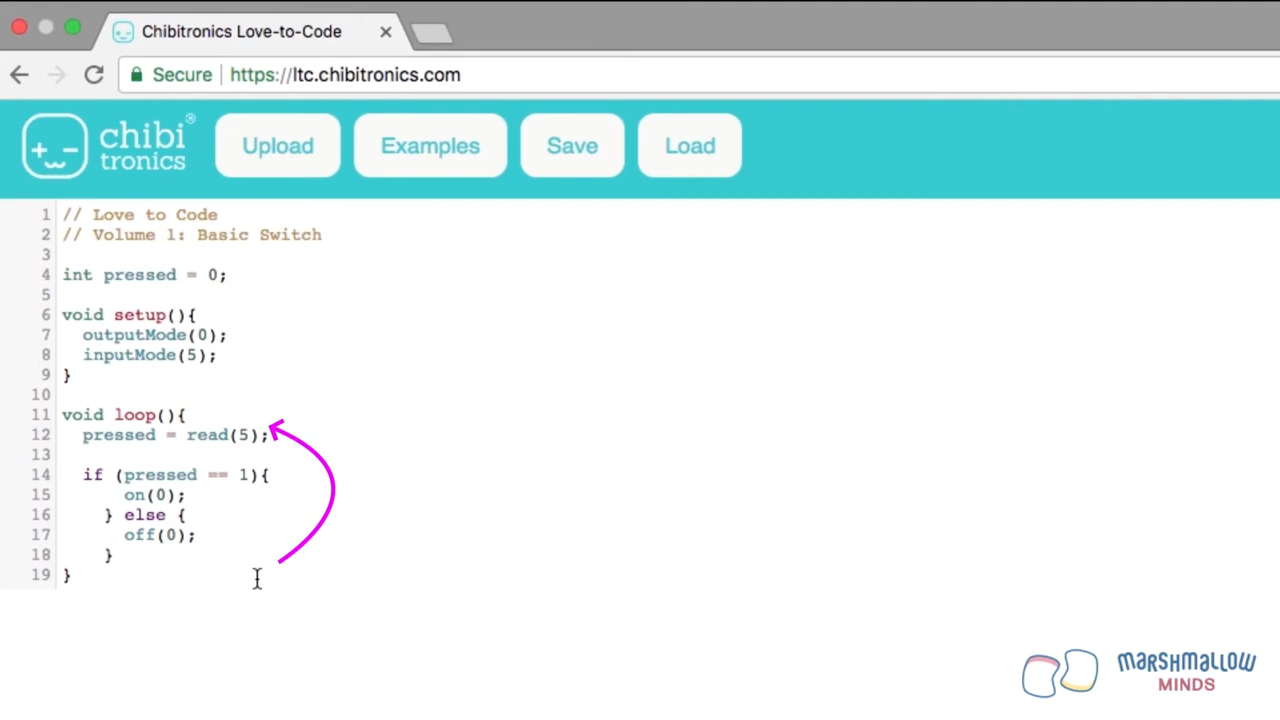 Chibitronics Love-to-Code
Secure https://ltc.chibitronics.com
chibi®
tronics
Upload
Examples
Save
Load
1 // Love to Code
2 // Volume 1: Basic Switch
3
4 int pressed = 0;
5
6 void setup(){
7 outputMode(0);
8 inputMode(5);
9 }
10
11 void loop(){
12 pressed = read(5);
13
14 if (pressed == 1){
15 on(0);
16 } else {
17 off(0);
18 }
19 }
MARSHMALLOW
MINDS